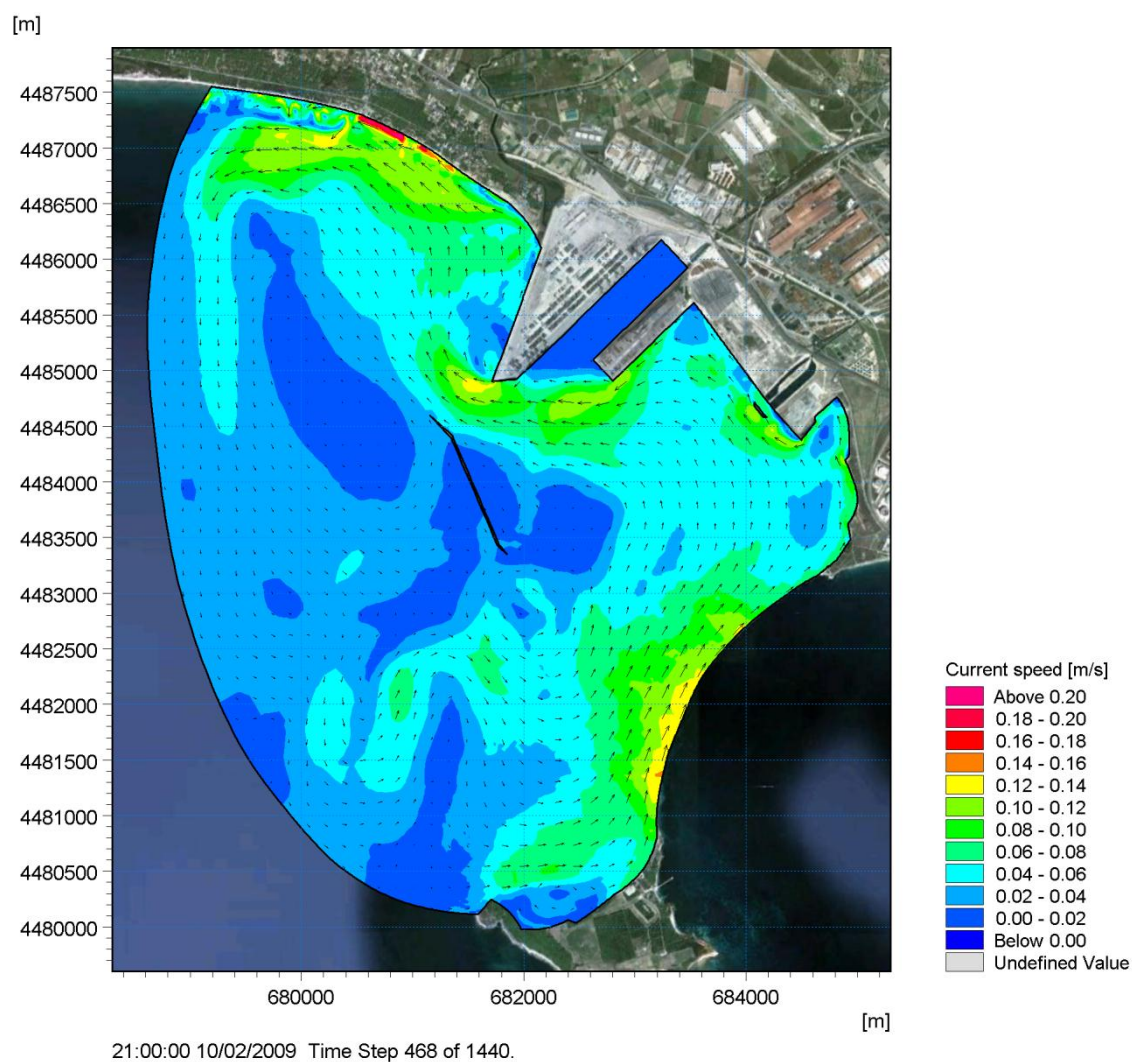 [m]
4487500
4487000
4486500
4486000
4485500
4485000
4484500
4484000
4483500
4483000
4482500
4482000
4481500
4481000
4480500
4480000
680000 682000 684000
[m]
Current speed [m/s]
Above 0.20
0.18 - 0.20
0.16 - 0.18
0.14 - 0.16
0.12 - 0.14
0.10 - 0.12
0.08 - 0.10
0.06 - 0.08
0.04 - 0.06
0.02 - 0.04
0.00 - 0.02
Below 0.00
Undefined Value
21:00:00 10/02/2009 Time Step 468 of 1440.